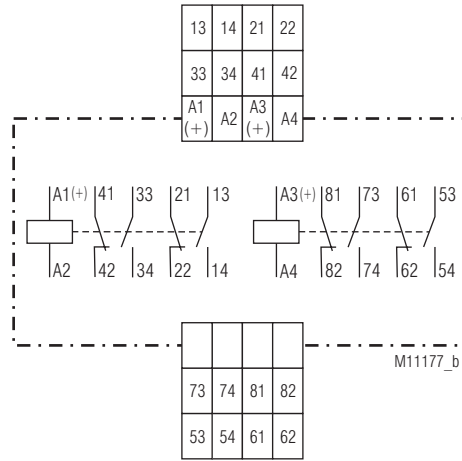 13 14 21 22
33 34 41 42
A1 (+) A2 A3 (+) A4
A1(+) 41 33 21 13 A3(+) 81 73 61 53
A2 42 34 22 14 A4 82 74 62 54
M11177_b
73 74 81 82
53 54 61 62